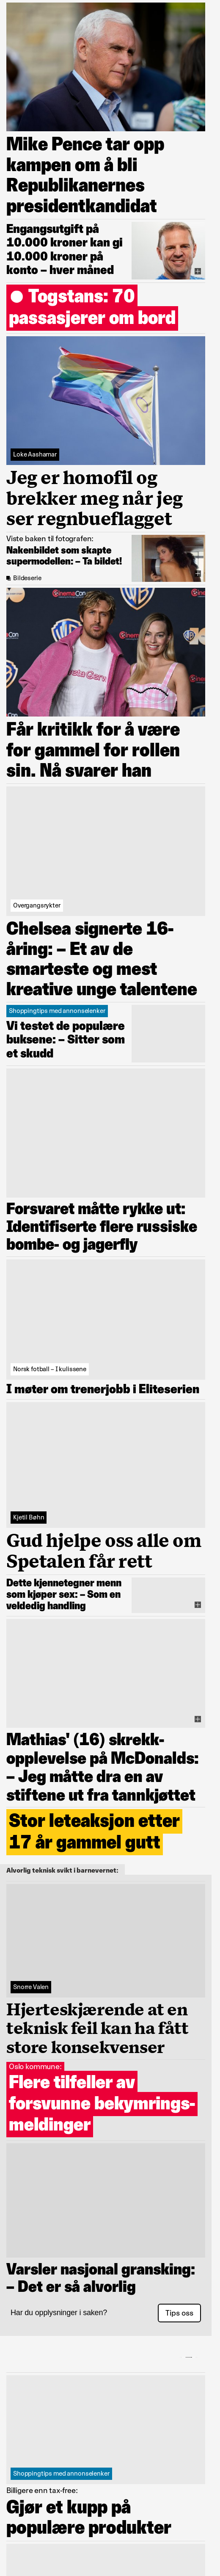 Mike Pence tar opp
kampen om å bli
Republikanernes
presidentkandidat
Engangsutgift på
10.000 kroner kan gi
10.000 kroner på
konto – hver måned
Togstans: 70
passasjerer om bord
Loke Aashamar
Jeg er homofil og
brekker meg når jeg
ser regnbueflagget
Viste baken til fotografen:
Nakenbildet som skapte
supermodellen: – Ta bildet!
Bildeserie
CinemaCon
CinemaCon
Får kritikk for å være
for gammel for rollen
sin. Nå svarer han
Overgangsrykter
Chelsea signerte 16-
åring: – Et av de
smarteste og mest
kreative unge talentene
Shoppingtips med annonselenker
Vi testet de populære
buksene: – Sitter som
et skudd
Forsvaret måtte rykke ut:
Identifiserte flere russiske
bombe- og jagerfly
Norsk fotball – I kulissene
I møter om trenerjobb i Eliteserien
Kjetil Bøhn
Gud hjelpe oss alle om
Spetalen får rett
Dette kjennetegner menn
som kjøper sex: – Som en
veldedig handling
Mathias' (16) skrekk-
opplevelse på McDonalds:
– Jeg måtte dra en av
stiftene ut fra tannkjøttet
Stor leteaksjon etter
17 år gammel gutt
Alvorlig teknisk svikt i barnevernet:
Snorre Valen
Hjerteskjærende at en
teknisk feil kan ha fått
store konsekvenser
Oslo kommune:
Flere tilfeller av
forsvunne bekymrings-
meldinger
Varsler nasjonal gransking:
– Det er så alvorlig
Har du opplysninger i saken?
Tips oss
Shoppingtips med annonselenker
Billigere enn tax-free:
Gjør et kupp på
populære produkter